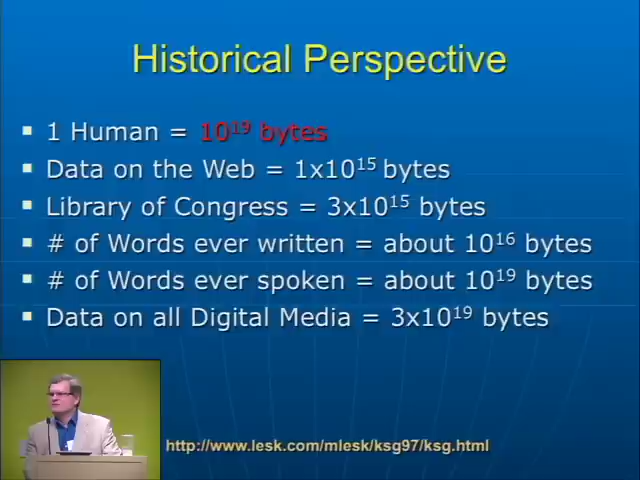 Historical Perspective
1 Human = 10¹⁹ bytes
Data on the Web = 1x10¹⁵ bytes
Library of Congress = 3x10¹⁵ bytes
# of Words ever written = about 10¹⁶ bytes
# of Words ever spoken = about 10¹⁹ bytes
Data on all Digital Media = 3x10¹⁹ bytes
http://www.lesk.com/mlesk/ksg97/ksg.html